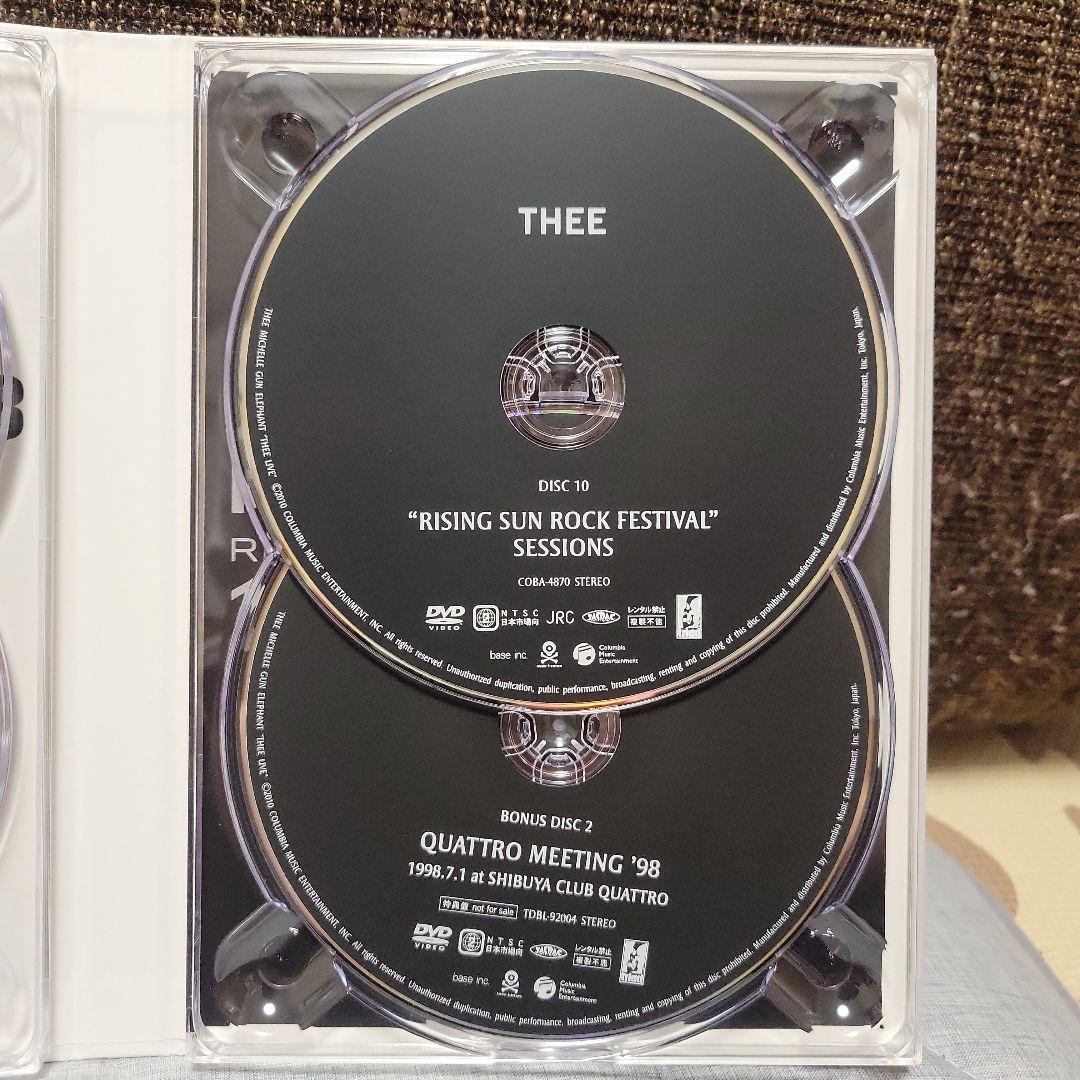 THEE
DISC 10
“RISING SUN ROCK FESTIVAL”
SESSIONS
COBA-4870 STEREO
DVD
VIDEO
2
NTSC
日本市場向
JRC
レンタル禁止
複製不能
base inc.
Columbia
Music
Entertainment
THEE MICHELLE GUN ELEPHANT "THEE LIVE" ©2010 COLUMBIA MUSIC ENTERTAINMENT, INC. All rights reserved. Unauthorized duplication, public performance, broadcasting, renting and copying of this disc prohibited. Manufactured and distributed by Columbia Music Entertainment, Inc. Tokyo, Japan.
R
BONUS DISC 2
QUATTRO MEETING '98
1998.7.1 at SHIBUYA CLUB QUATTRO
特典盤 not for sale
TDBL-92004 STEREO
DVD
VIDEO
2
NTSC
日本市場向
レンタル禁止
複製不能
base inc.
Columbia
Music
Entertainment
THEE MICHELLE GUN ELEPHANT "THEE LIVE" ©2010 COLUMBIA MUSIC ENTERTAINMENT, INC. All rights reserved. Unauthorized duplication, public performance, broadcasting, renting and copying of this disc prohibited. Manufactured and distributed by Columbia Music Entertainment, Inc. Tokyo, Japan.